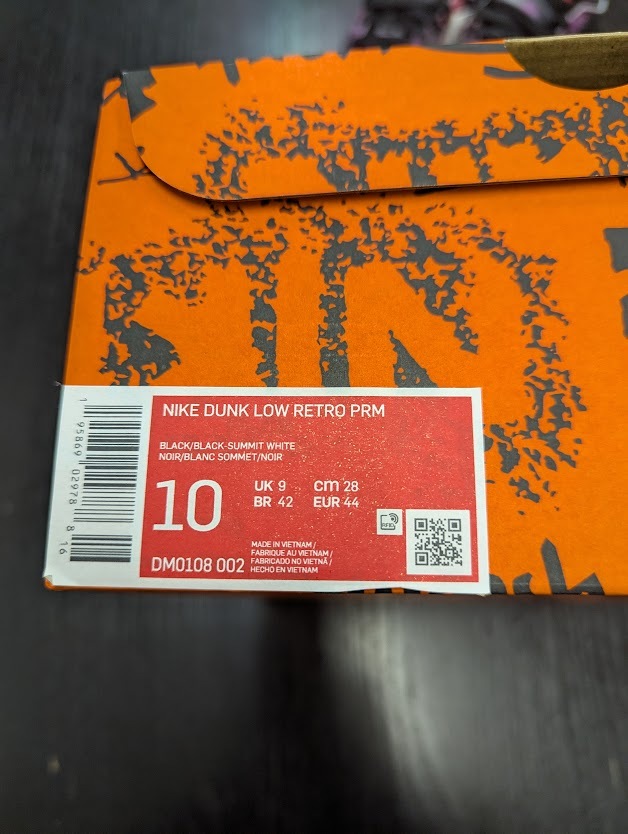 NIKE DUNK LOW RETRO PRM
BLACK/BLACK-SUMMIT WHITE
NOIR/BLANC SOMMET/NOIR
10
UK 9 cm 28
BR 42 EUR 44
RFID
MADE IN VIETNAM /
FABRIQUE AU VIETNAM /
FABRICADO NO VIETNÃ /
HECHO EN VIETNAM
DM0108 002
1 95869 02978 8 16